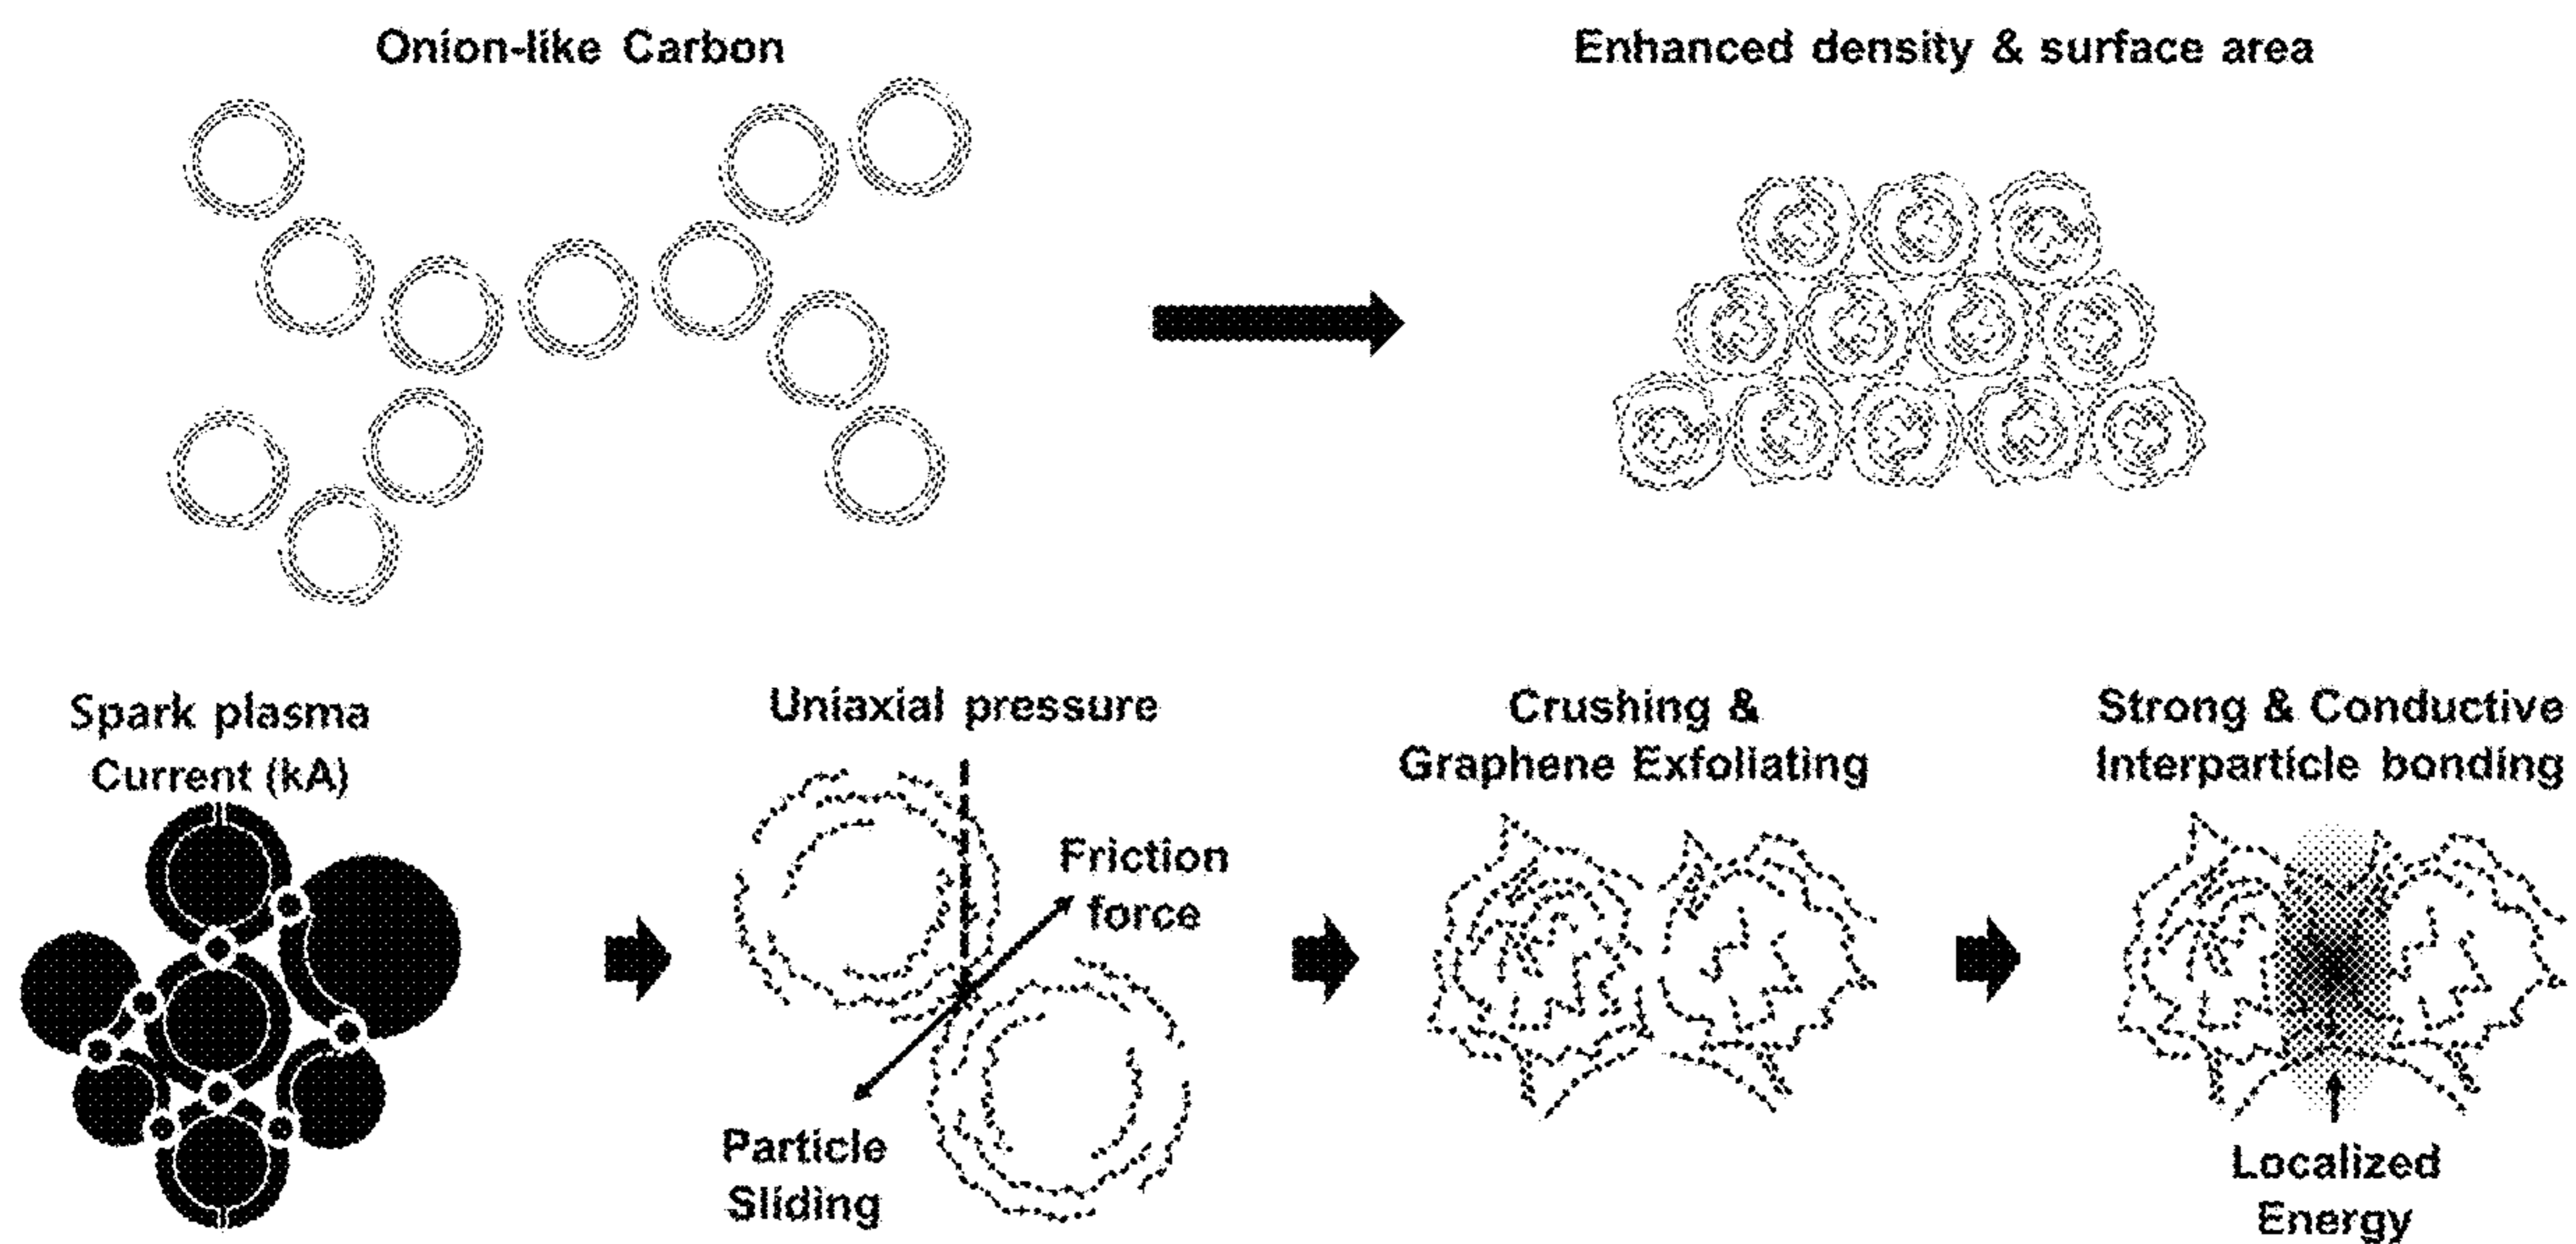 Onion-like Carbon
Enhanced density & surface area
Spark plasma
Current (kA)
Uniaxial pressure
Friction
force
Particle
Sliding
Crushing &
Graphene Exfoliating
Strong & Conductive
Interparticle bonding
Localized
Energy